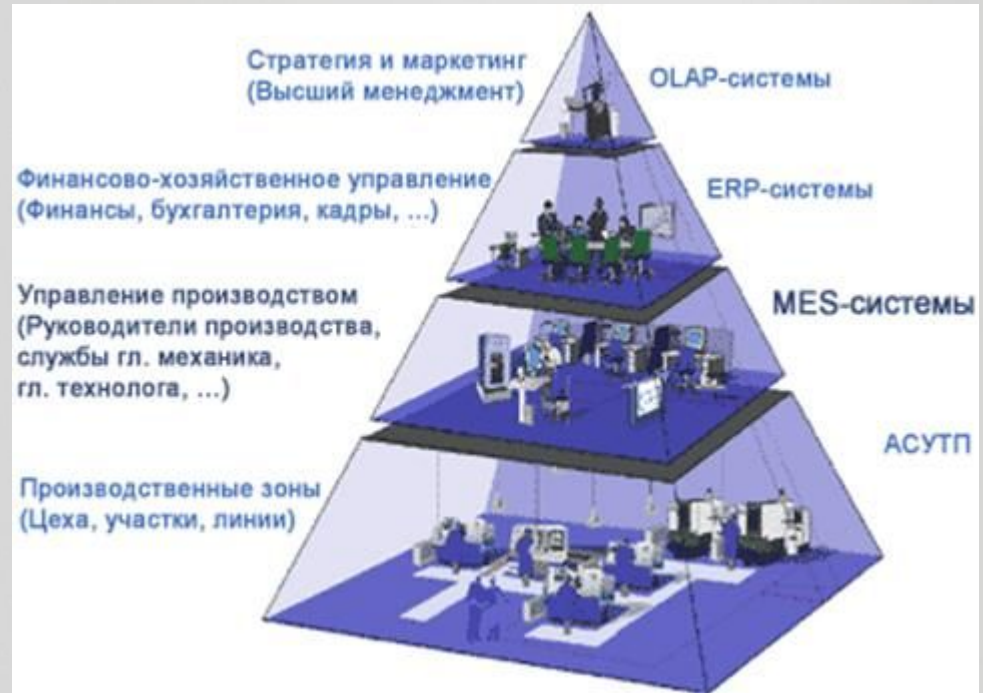 Стратегия и маркетинг
(Высший менеджмент)
OLAP-системы
Финансово-хозяйственное управление
(Финансы, бухгалтерия, кадры, ...)
ERP-системы
Управление производством
(Руководители производства,
службы гл. механика,
гл. технолога, ...)
MES-системы
АСУТП
Производственные зоны
(Цеха, участки, линии)